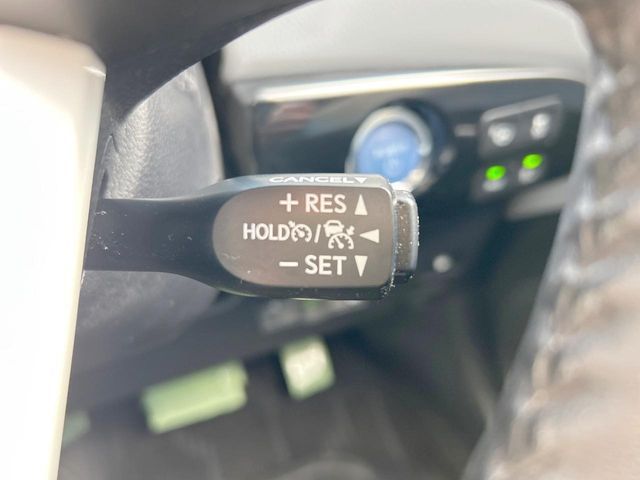 CANCEL
+ RES
HOLD /
− SET